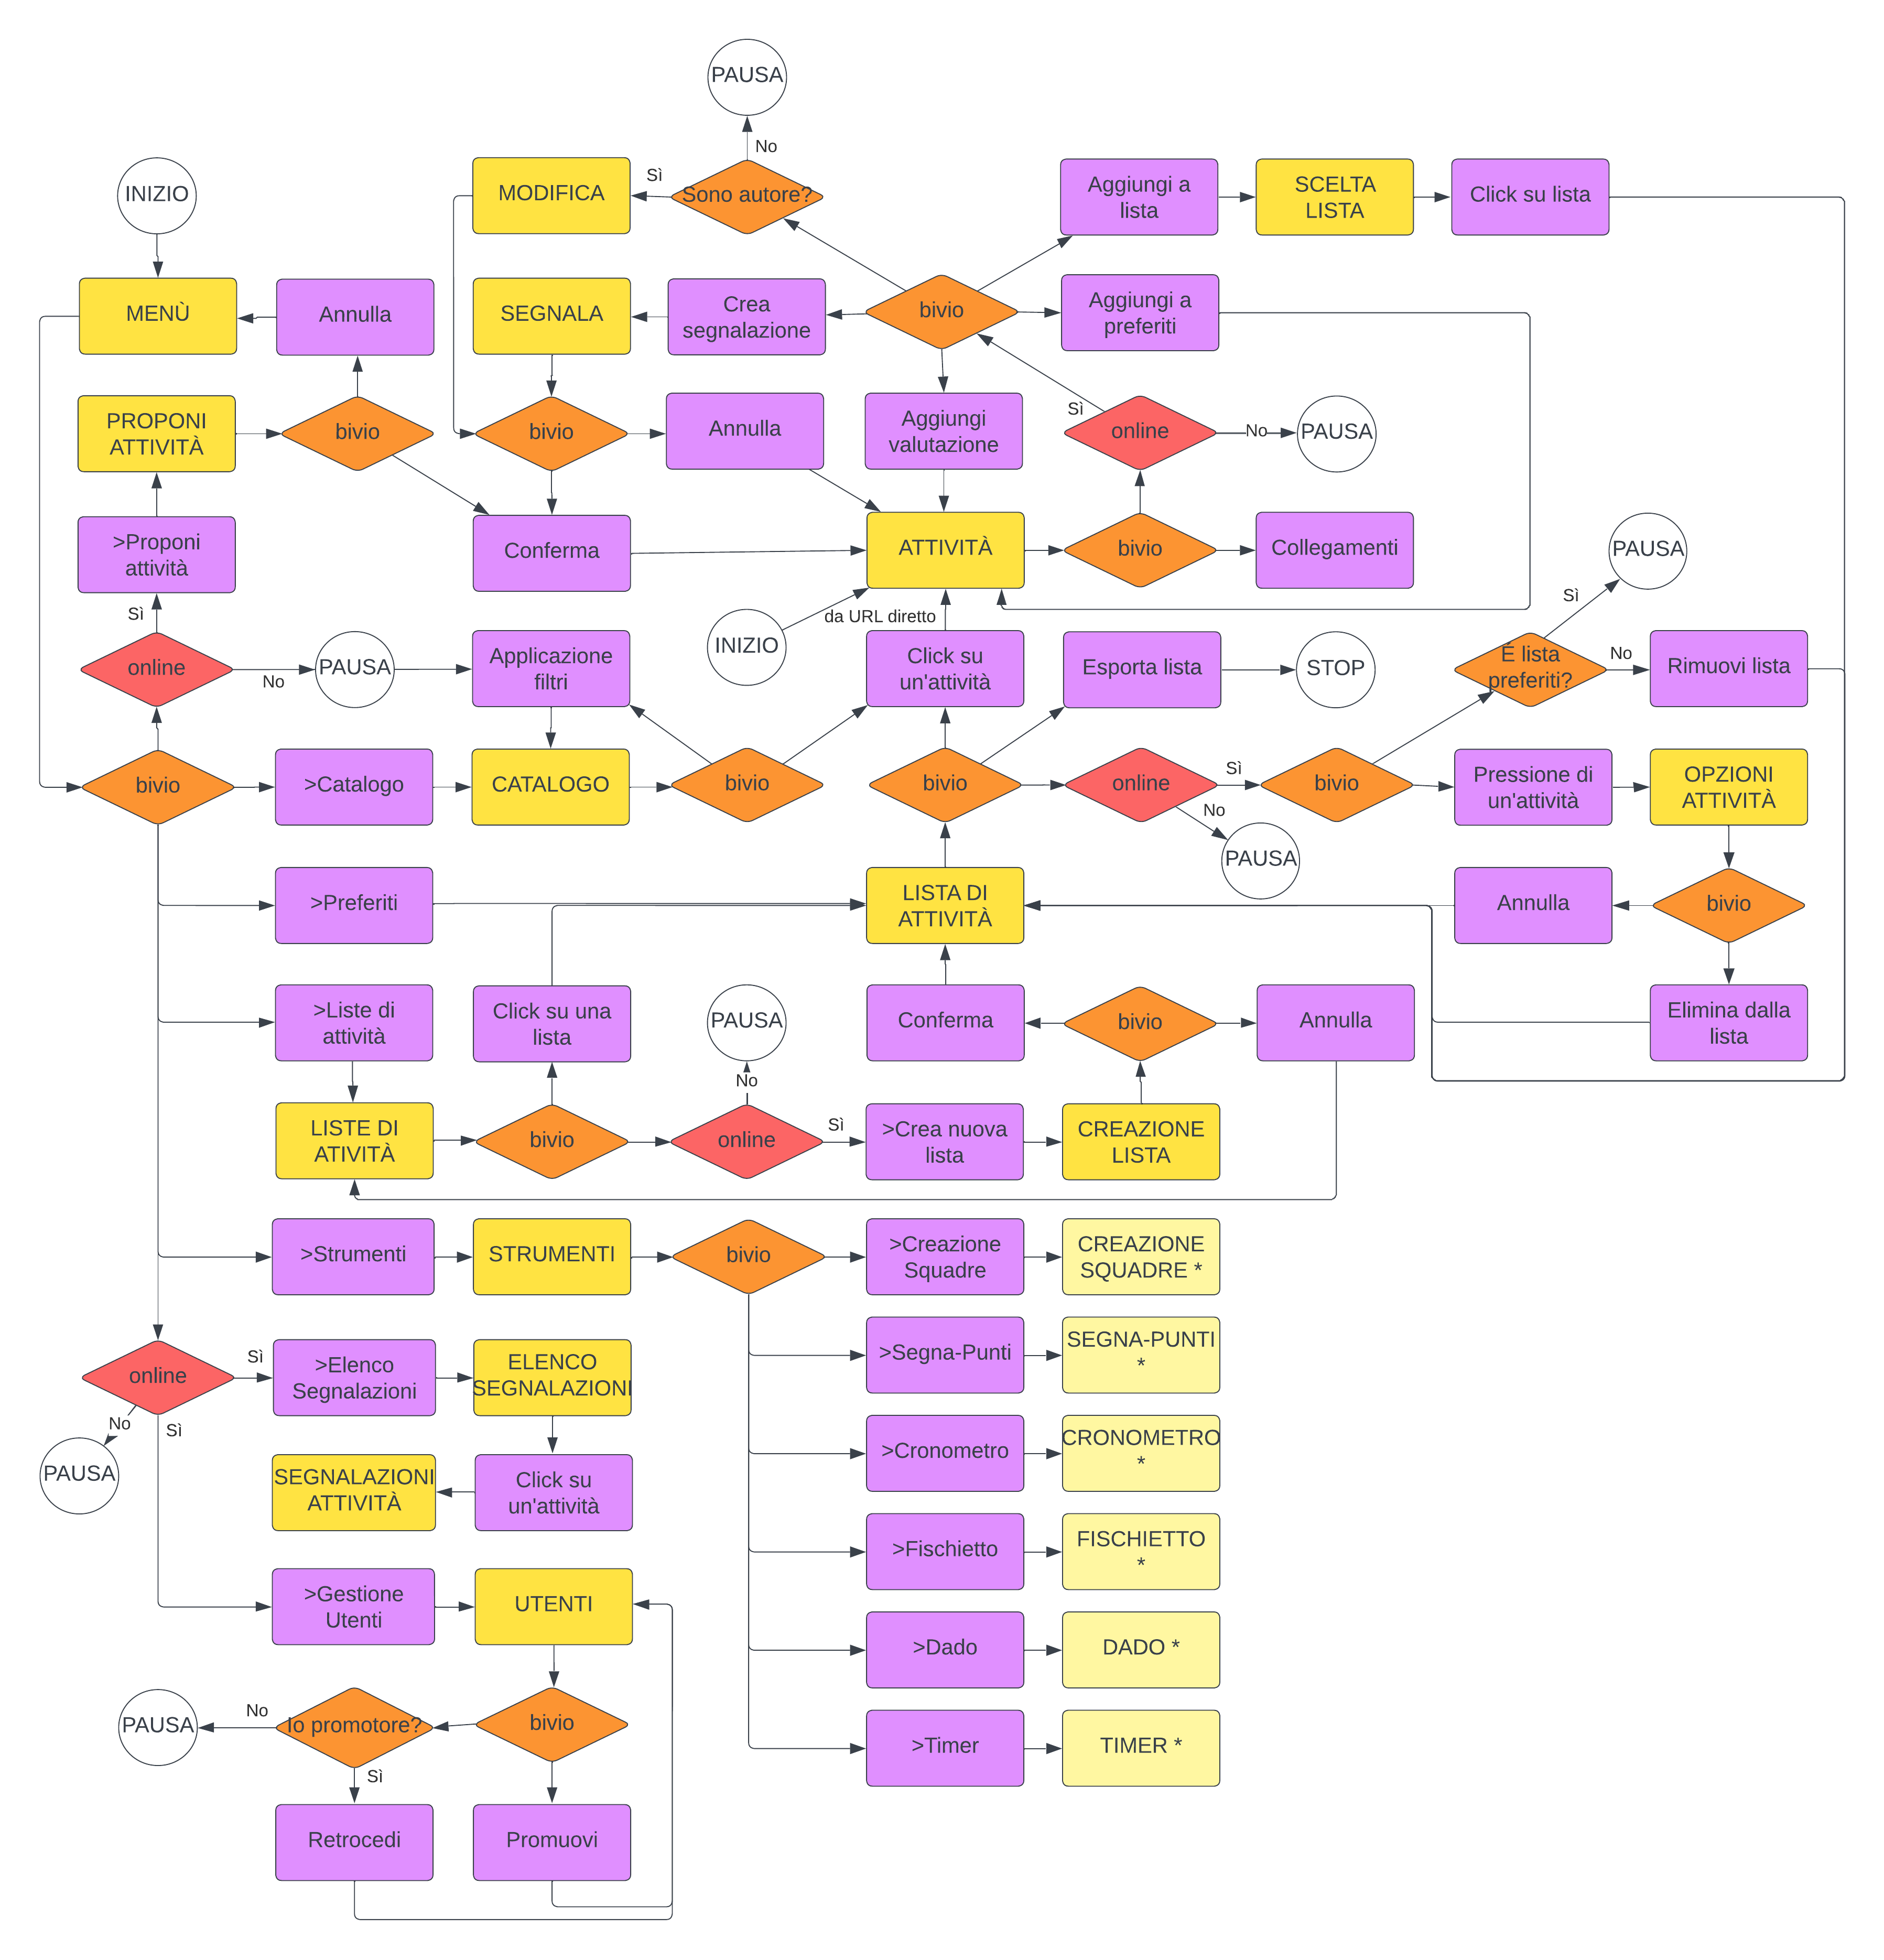 PAUSA
No
Sì
INIZIO
MODIFICA
Sono autore?
Aggiungi a
lista
SCELTA
LISTA
Click su lista
MENÙ
Annulla
SEGNALA
Crea
segnalazione
bivio
Aggiungi a
preferiti
PROPONI
ATTIVITÀ
bivio
bivio
Annulla
Aggiungi
valutazione
Sì
online
No
PAUSA
>Proponi
attività
Conferma
ATTIVITÀ
bivio
Collegamenti
PAUSA
Sì
Sì
da URL diretto
INIZIO
online
No
PAUSA
Applicazione
filtri
Click su
un'attività
Esporta lista
STOP
É lista
preferiti?
No
Rimuovi lista
bivio
>Catalogo
CATALOGO
bivio
bivio
online
Sì
No
bivio
Pressione di
un'attività
OPZIONI
ATTIVITÀ
PAUSA
>Preferiti
LISTA DI
ATTIVITÀ
Annulla
bivio
>Liste di
attività
Click su una
lista
PAUSA
No
Conferma
bivio
Annulla
Elimina dalla
lista
LISTE DI
ATIVITÀ
bivio
online
Sì
>Crea nuova
lista
CREAZIONE
LISTA
>Strumenti
STRUMENTI
bivio
>Creazione
Squadre
CREAZIONE
SQUADRE *
>Segna-Punti
SEGNA-PUNTI
*
online
Sì
No
Sì
PAUSA
>Elenco
Segnalazioni
ELENCO
SEGNALAZIONI
>Cronometro
CRONOMETRO
*
SEGNALAZIONI
ATTIVITÀ
Click su
un'attività
>Fischietto
FISCHIETTO
*
>Gestione
Utenti
UTENTI
>Dado
DADO *
PAUSA
No
Io promotore?
Sì
bivio
>Timer
TIMER *
Retrocedi
Promuovi